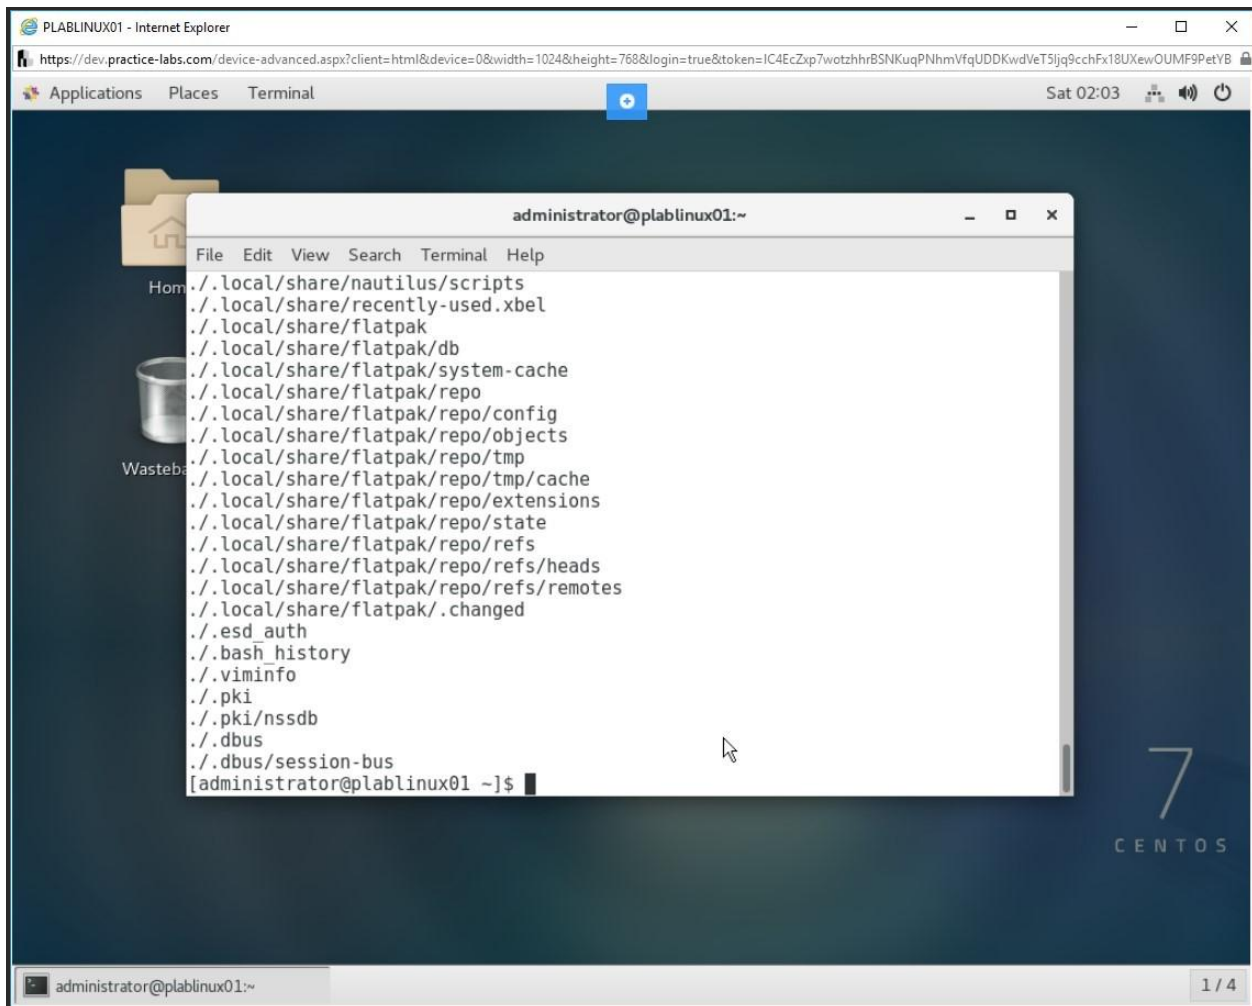 PLABLINUX01 - Internet Explorer
https://dev.practice-labs.com/device-advanced.aspx?client=html&device=0&width=1024&height=768&login=true&token=IC4EcZxp7wotzhhrBSNKuqPNhmVfqUDDKwdVeT5ljq9cchFx18UXewOUMF9PetYB
Applications Places Terminal Sat 02:03
administrator@plablinux01:~
File Edit View Search Terminal Help
Hom
Wasteba
./.local/share/nautilus/scripts
./.local/share/recently-used.xbel
./.local/share/flatpak
./.local/share/flatpak/db
./.local/share/flatpak/system-cache
./.local/share/flatpak/repo
./.local/share/flatpak/repo/config
./.local/share/flatpak/repo/objects
./.local/share/flatpak/repo/tmp
./.local/share/flatpak/repo/tmp/cache
./.local/share/flatpak/repo/extensions
./.local/share/flatpak/repo/state
./.local/share/flatpak/repo/refs
./.local/share/flatpak/repo/refs/heads
./.local/share/flatpak/repo/refs/remotes
./.local/share/flatpak/.changed
./.esd_auth
./.bash_history
./.viminfo
./.pki
./.pki/nssdb
./.dbus
./.dbus/session-bus
[administrator@plablinux01 ~]$
7
CENTOS
administrator@plablinux01:~
1 / 4